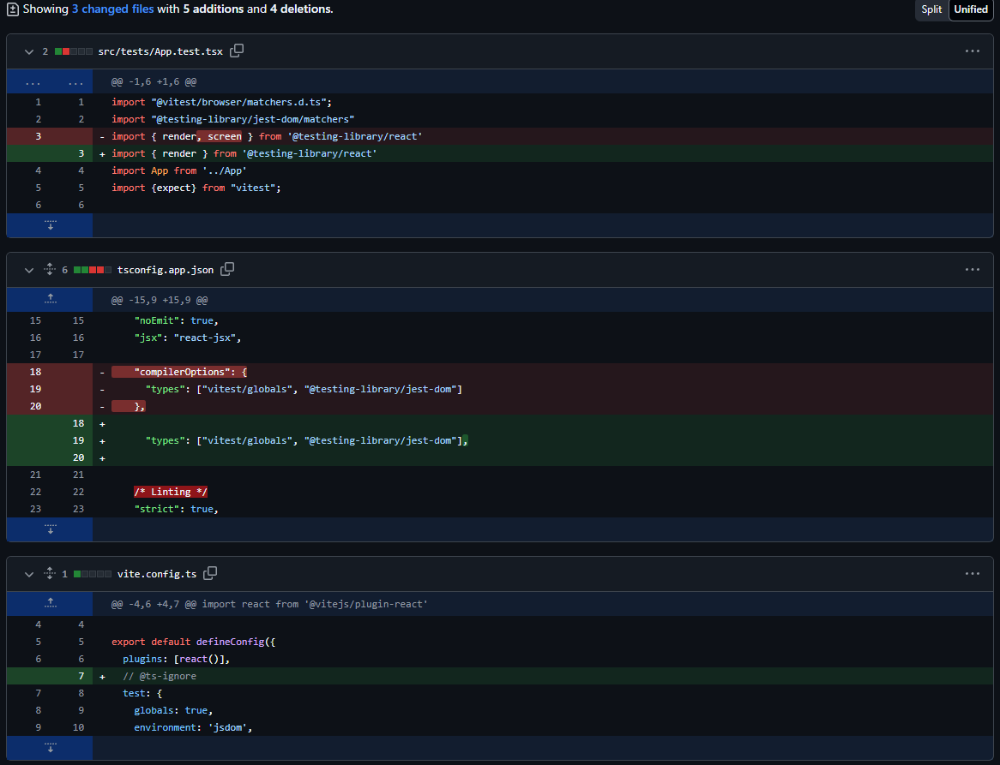 Showing 3 changed files with 5 additions and 4 deletions.
Split Unified
2 src/tests/App.test.tsx ...
... ... @@ -1,6 +1,6 @@
1 1 import "@vitest/browser/matchers.d.ts";
2 2 import "@testing-library/jest-dom/matchers"
3 - import { render, screen } from '@testing-library/react'
3 + import { render } from '@testing-library/react'
4 4 import App from '../App'
5 5 import {expect} from "vitest";
6 6
6 tsconfig.app.json ...
@@ -15,9 +15,9 @@
15 15 "noEmit": true,
16 16 "jsx": "react-jsx",
17 17
18 - "compilerOptions": {
19 - "types": ["vitest/globals", "@testing-library/jest-dom"]
20 - },
18 +
19 + "types": ["vitest/globals", "@testing-library/jest-dom"],
20 +
21 21
22 22 /* Linting */
23 23 "strict": true,
1 vite.config.ts ...
@@ -4,6 +4,7 @@ import react from '@vitejs/plugin-react'
4 4
5 5 export default defineConfig({
6 6 plugins: [react()],
7 + // @ts-ignore
7 8 test: {
8 9 globals: true,
9 10 environment: 'jsdom',